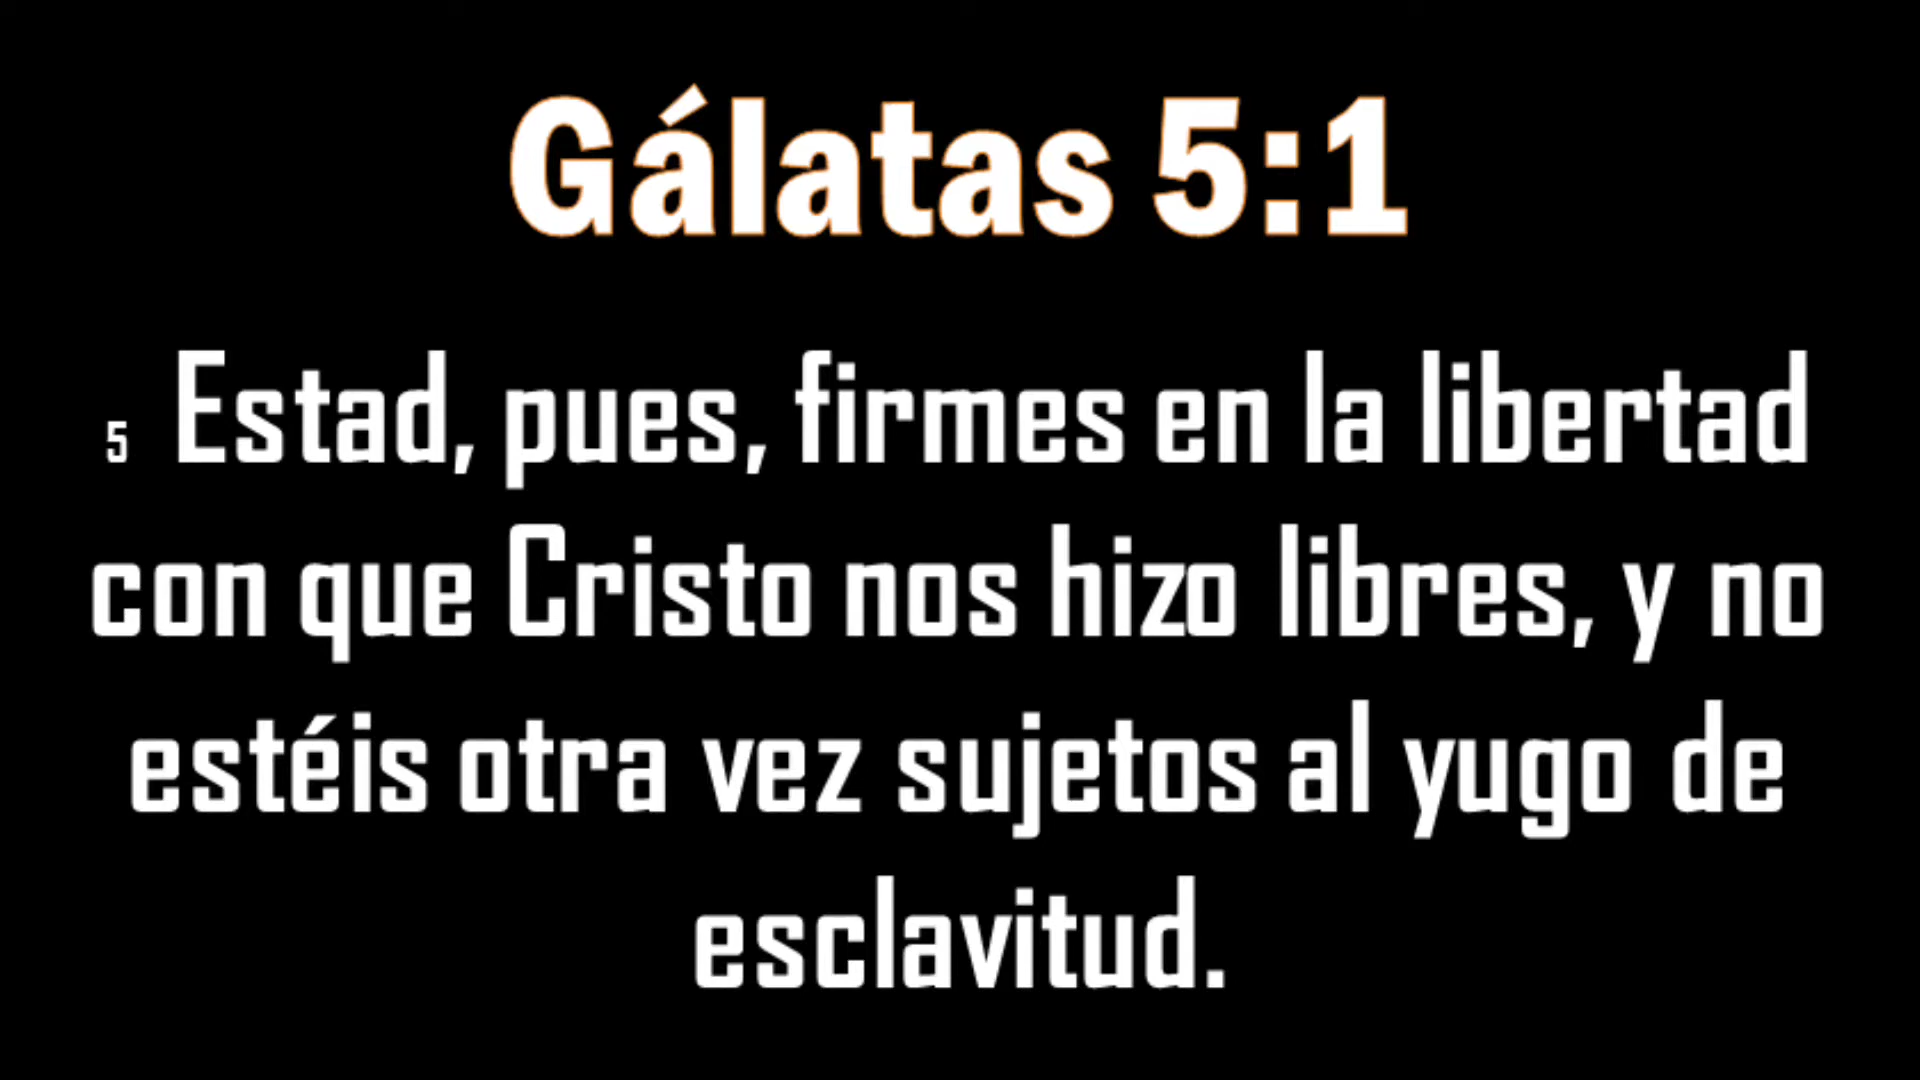 Gálatas 5:1
5 Estad, pues, firmes en la libertad
con que Cristo nos hizo libres, y no
estéis otra vez sujetos al yugo de
esclavitud.